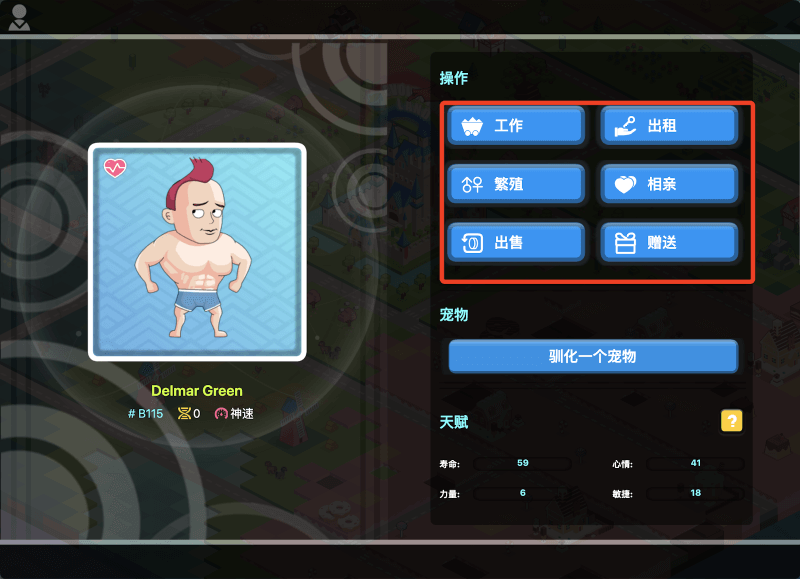 操作
工作
出租
繁殖
相亲
出售
赠送
宠物
驯化一个宠物
天赋
?
寿命: 59
心情: 41
力量: 6
敏捷: 18
Delmar Green
# B115 0 神速